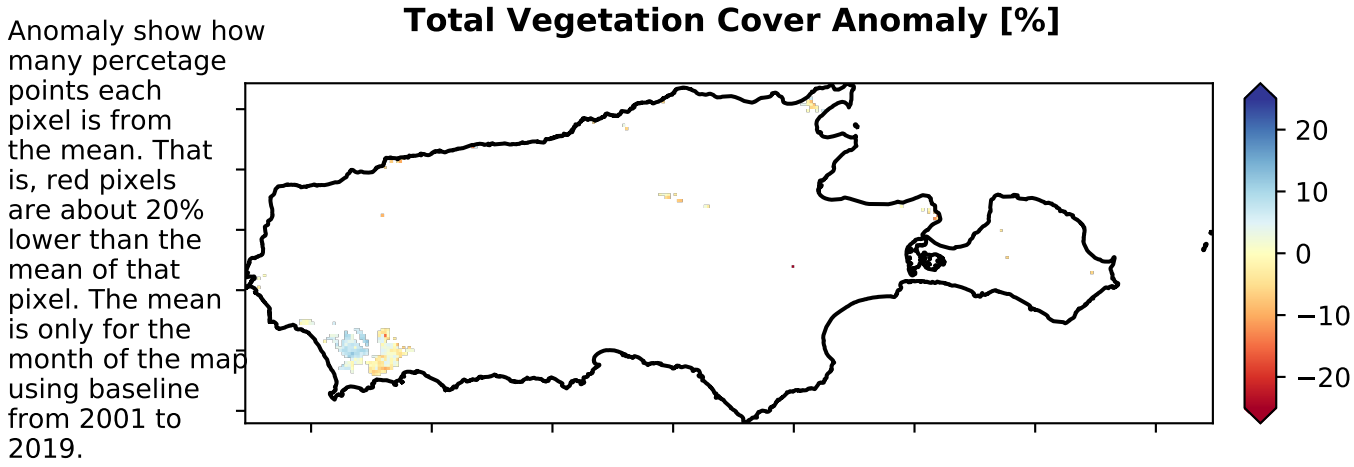 Total Vegetation Cover Anomaly [%]
Anomaly show how
many percetage
points each
pixel is from
the mean. That
is, red pixels
are about 20%
lower than the
mean of that
pixel. The mean
is only for the
month of the map
using baseline
from 2001 to
2019.
20
10
0
−10
−20